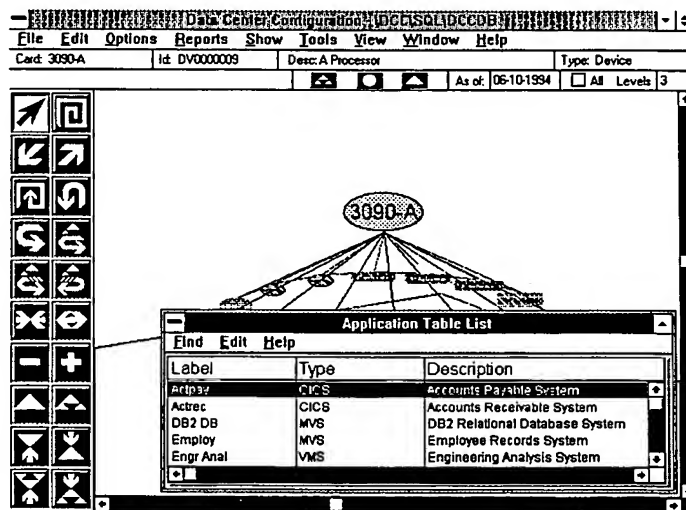 Data Center Configuration - [\DCC\SQL\DCCDB
File Edit Options Reports Show Tools View Window Help
Card: 3090-A Id: DV0000009 Desc: A Processor Type: Device
As of: 06-10-1994 All Levels 3
3090-A
Application Table List
Find Edit Help
Label Type Description
Actpay CICS Accounts Payable System
Actrec CICS Accounts Receivable System
DB2 DB MVS DB2 Relational Database System
Employ MVS Employee Records System
Engr Anal VMS Engineering Analysis System